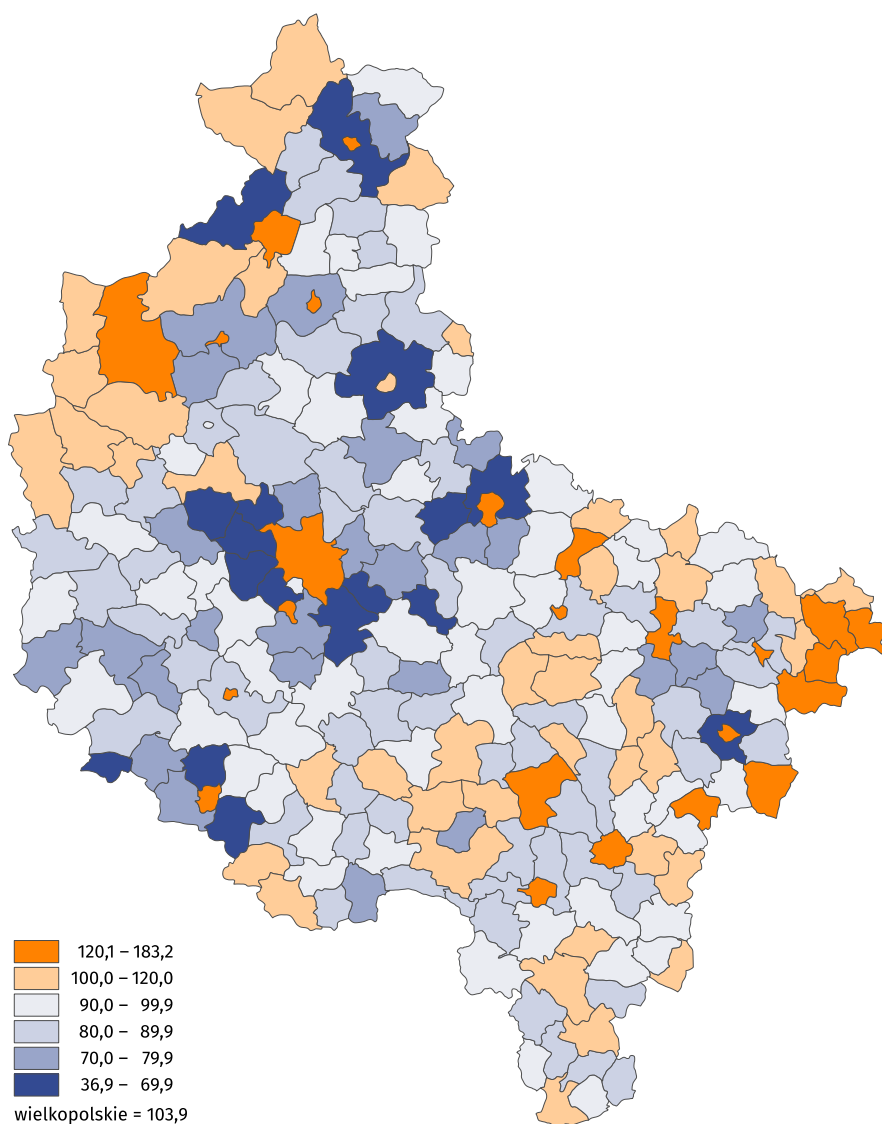 120,1 – 183,2
100,0 – 120,0
90,0 – 99,9
80,0 – 89,9
70,0 – 79,9
36,9 – 69,9
wielkopolskie = 103,9